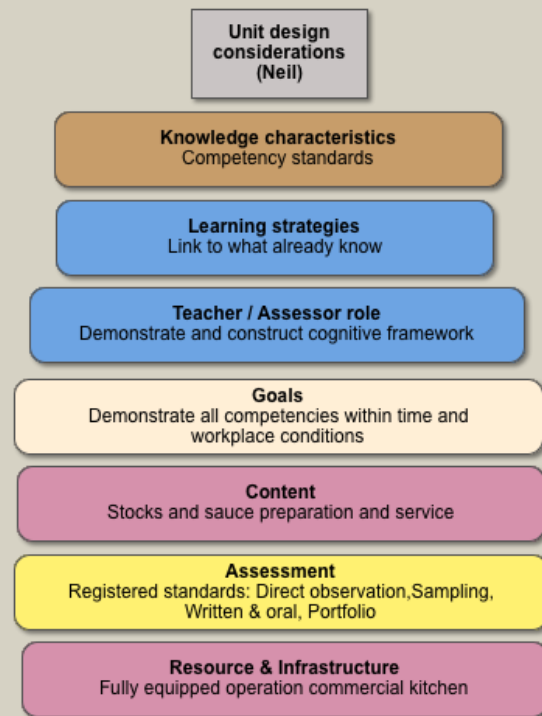 Unit design
considerations
(Neil)
Knowledge characteristics
Competency standards
Learning strategies
Link to what already know
Teacher / Assessor role
Demonstrate and construct cognitive framework
Goals
Demonstrate all competencies within time and
workplace conditions
Content
Stocks and sauce preparation and service
Assessment
Registered standards: Direct observation,Sampling,
Written & oral, Portfolio
Resource & Infrastructure
Fully equipped operation commercial kitchen